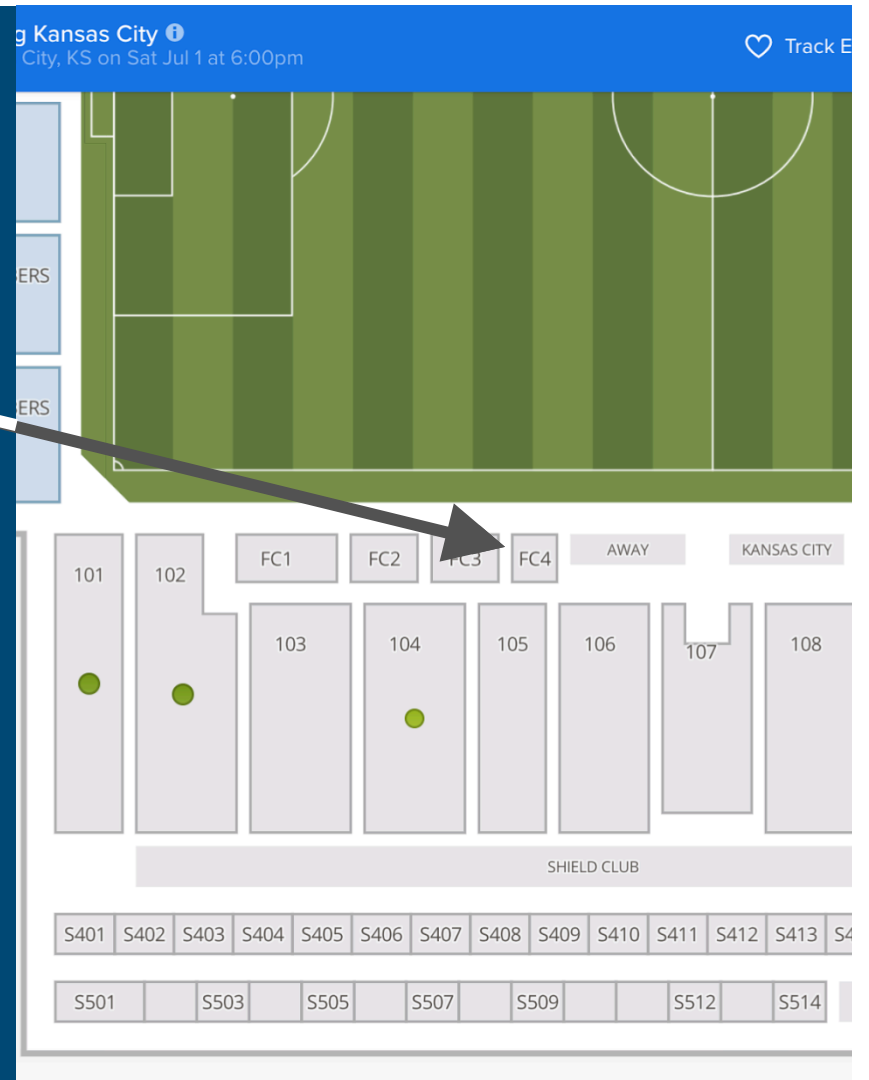 g Kansas City
City, KS on Sat Jul 1 at 6:00pm
Track E
ERS
ERS
101
102
FC1
FC2
FC3
FC4
AWAY
KANSAS CITY
103
104
105
106
107
108
SHIELD CLUB
S401 S402 S403 S404 S405 S406 S407 S408 S409 S410 S411 S412 S413 S4
S501 S503 S505 S507 S509 S512 S514